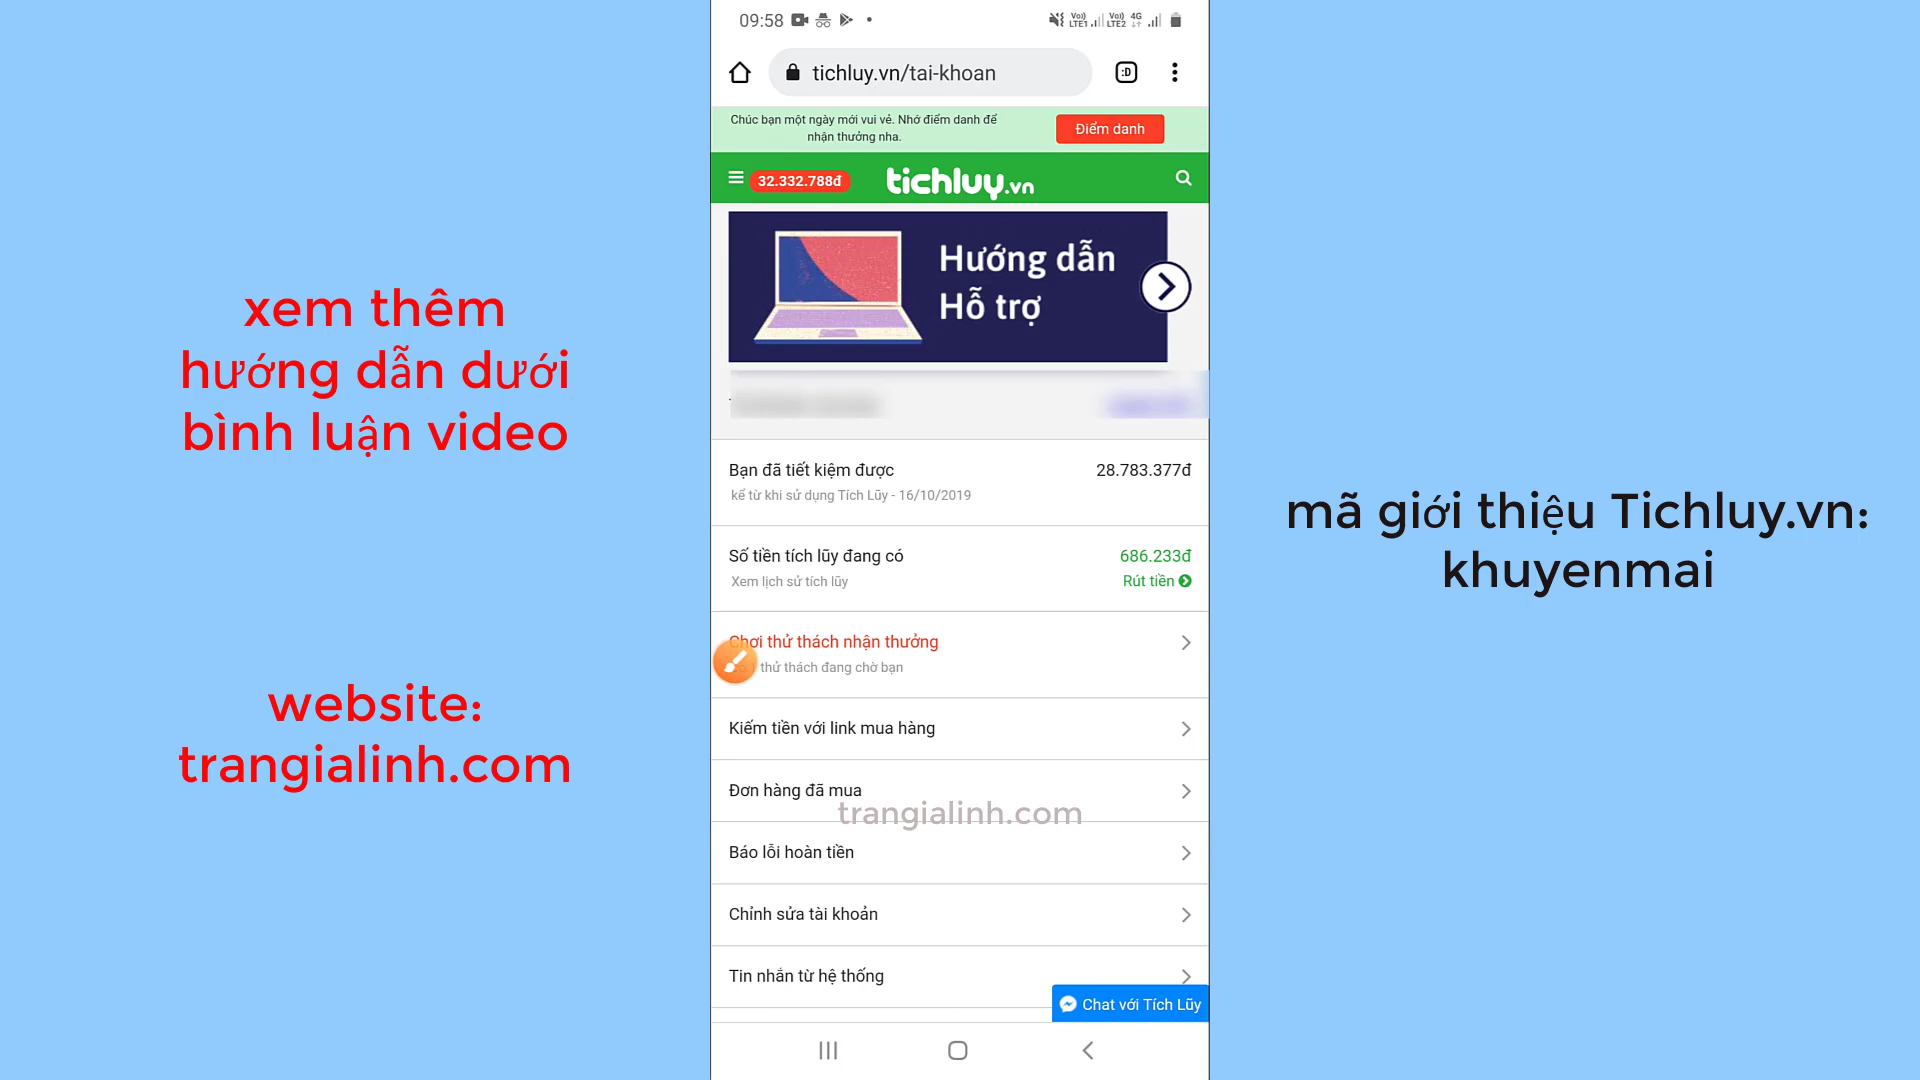 xem thêm
hướng dẫn dưới
bình luận video
website:
trangialinh.com
09:58
Vo)) LTE1 Vo)) LTE2 4G
tichluy.vn/tai-khoan
:D
Chúc bạn một ngày mới vui vẻ. Nhớ điểm danh để
nhận thưởng nha.
Điểm danh
32.332.788đ
tichluy.vn
Hướng dẫn
Hỗ trợ
Bạn đã tiết kiệm được 28.783.377đ
kể từ khi sử dụng Tích Lũy - 16/10/2019
Số tiền tích lũy đang có 686.233đ
Xem lịch sử tích lũy Rút tiền
Chơi thử thách nhận thưởng
thử thách đang chờ bạn
Kiếm tiền với link mua hàng
Đơn hàng đã mua
trangialinh.com
Báo lỗi hoàn tiền
Chỉnh sửa tài khoản
Tin nhắn từ hệ thống
Chat với Tích Lũy
mã giới thiệu Tichluy.vn:
khuyenmai